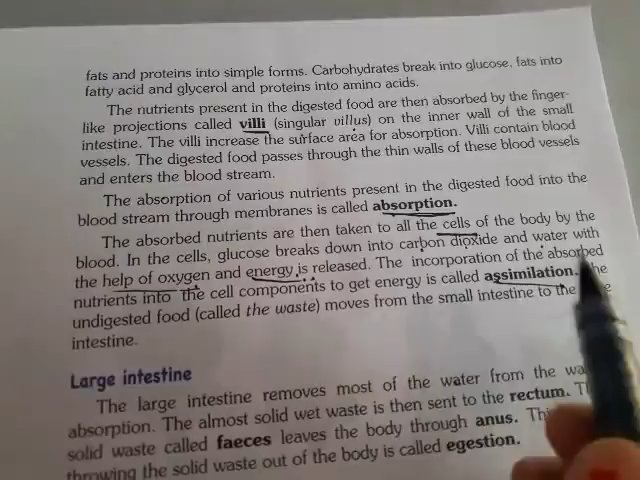 fats and proteins into simple forms. Carbohydrates break into glucose, fats into
fatty acid and glycerol and proteins into amino acids.
The nutrients present in the digested food are then absorbed by the finger-
like projections called villi (singular villus) on the inner wall of the small
intestine. The villi increase the surface area for absorption. Villi contain blood
vessels. The digested food passes through the thin walls of these blood vessels
and enters the blood stream.
The absorption of various nutrients present in the digested food into the
blood stream through membranes is called absorption.
The absorbed nutrients are then taken to all the cells of the body by the
blood. In the cells, glucose breaks down into carbon dioxide and water with
the help of oxygen and energy is released. The incorporation of the absorbed
nutrients into the cell components to get energy is called assimilation.
undigested food (called the waste) moves from the small intestine to the
intestine.
Large intestine
The large intestine removes most of the water from the
absorption. The almost solid wet waste is then sent to the rectum.
solid waste called faeces leaves the body through anus.
throwing the solid waste out of the body is called egestion.